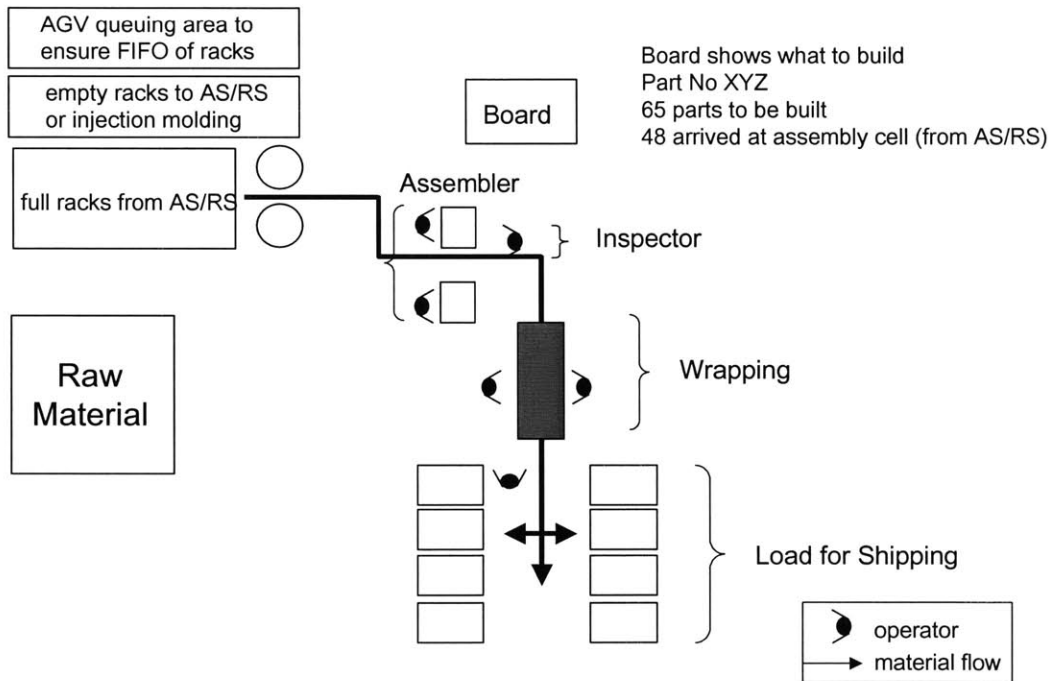 AGV queuing area to
ensure FIFO of racks
empty racks to AS/RS
or injection molding
full racks from AS/RS
Board
Board shows what to build
Part No XYZ
65 parts to be built
48 arrived at assembly cell (from AS/RS)
Assembler
Inspector
Raw
Material
Wrapping
Load for Shipping
operator
material flow